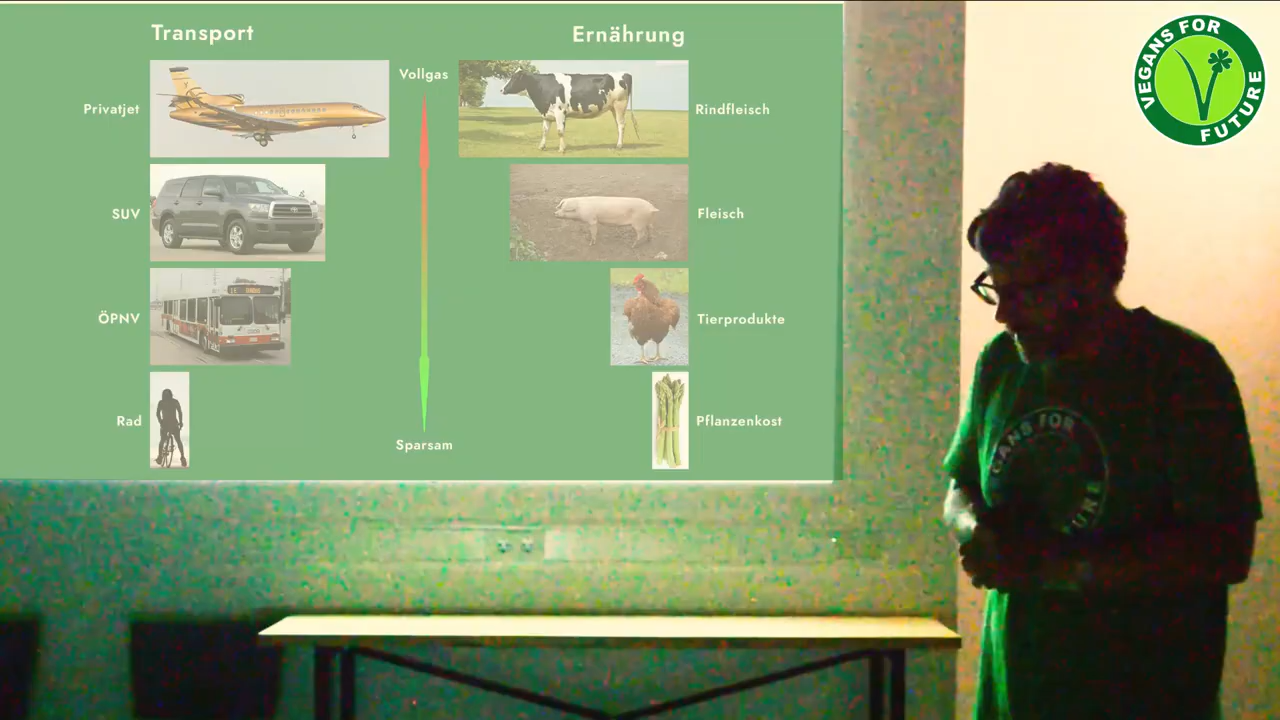 Transport
Ernährung
Vollgas
Privatjet
Rindfleisch
SUV
Fleisch
ÖPNV
Tierprodukte
Rad
Pflanzenkost
Sparsam
VEGANS FOR
FUTURE